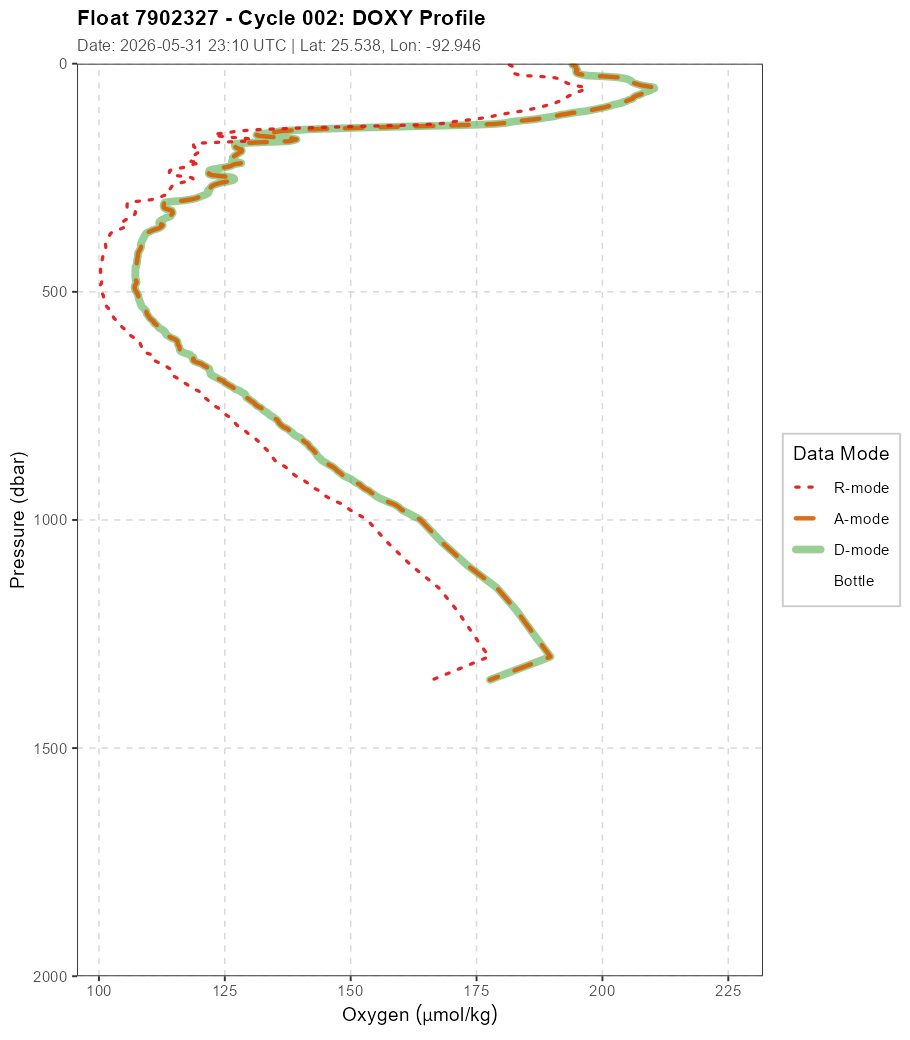 Float 7902327 - Cycle 002: DOXY Profile
Date: 2026-05-31 23:10 UTC | Lat: 25.538, Lon: -92.946
0
500
1000
1500
2000
Pressure (dbar)
100 125 150 175 200 225
Oxygen (μmol/kg)
Data Mode
R-mode
A-mode
D-mode
Bottle